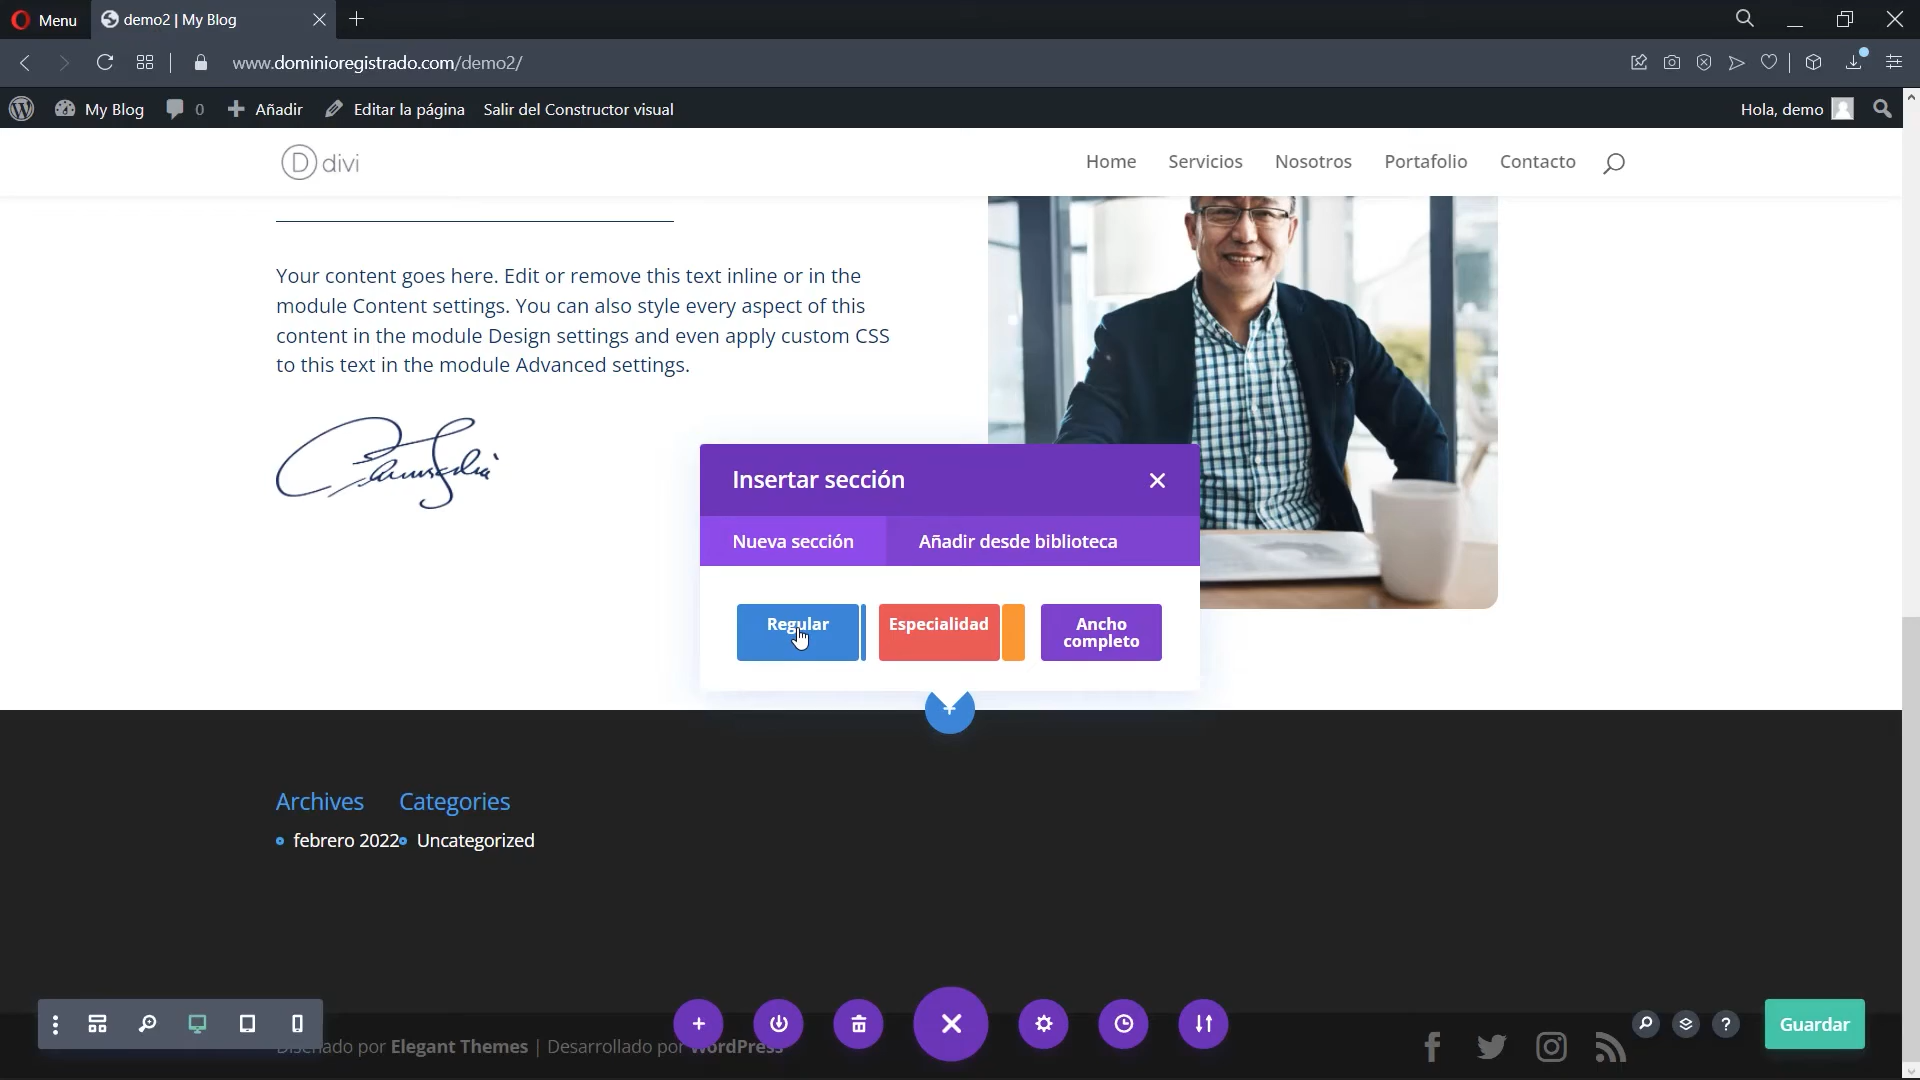 Menu
demo2 | My Blog
www.dominioregistrado.com/demo2/
My Blog
0
Añadir
Editar la página
Salir del Constructor visual
Hola, demo
D divi
Home
Servicios
Nosotros
Portafolio
Contacto
Your content goes here. Edit or remove this text inline or in the
module Content settings. You can also style every aspect of this
content in the module Design settings and even apply custom CSS
to this text in the module Advanced settings.
Insertar sección
Nueva sección
Añadir desde biblioteca
Regular
Especialidad
Ancho
completo
Archives
Categories
febrero 2022
Uncategorized
Diseñado por Elegant Themes | Desarrollado por WordPress
Guardar